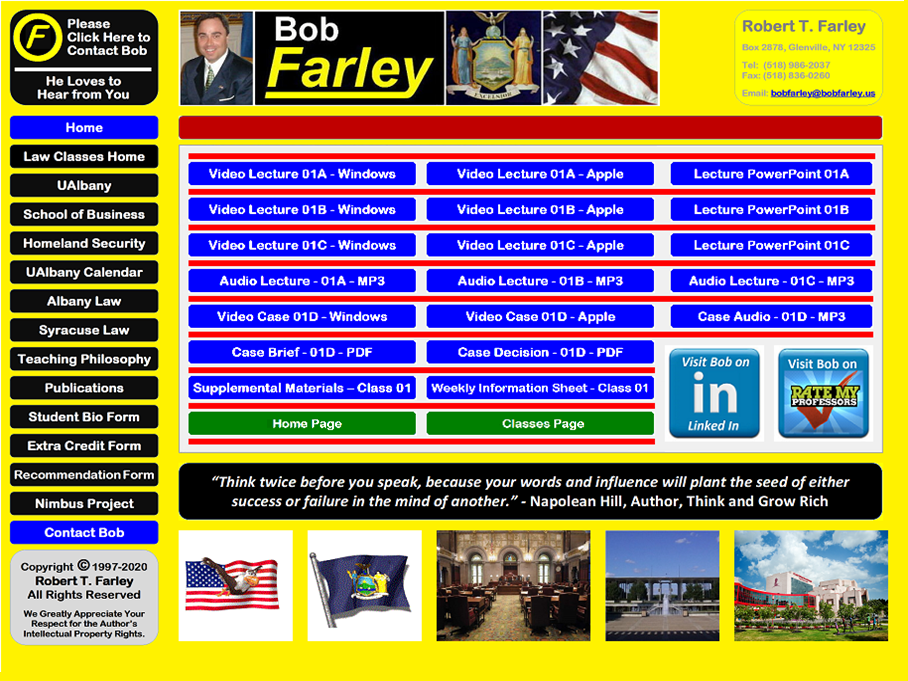 Please
Click Here to
Contact Bob
F
He Loves to
Hear from You
Bob
Farley
EXCELSIOR
Robert T. Farley
Box 2878, Glenville, NY 12325
Tel: (518) 986-2037
Fax: (518) 836-0260
Email: bobfarley@bobfarley.us
Home
Law Classes Home
UAlbany
School of Business
Homeland Security
UAlbany Calendar
Albany Law
Syracuse Law
Teaching Philosophy
Publications
Student Bio Form
Extra Credit Form
Recommendation Form
Nimbus Project
Contact Bob
Copyright © 1997-2020
Robert T. Farley
All Rights Reserved
We Greatly Appreciate Your
Respect for the Author's
Intellectual Property Rights.
Video Lecture 01A - Windows
Video Lecture 01A - Apple
Lecture PowerPoint 01A
Video Lecture 01B - Windows
Video Lecture 01B - Apple
Lecture PowerPoint 01B
Video Lecture 01C - Windows
Video Lecture 01C - Apple
Lecture PowerPoint 01C
Audio Lecture - 01A - MP3
Audio Lecture - 01B - MP3
Audio Lecture - 01C - MP3
Video Case 01D - Windows
Video Case 01D - Apple
Case Audio - 01D - MP3
Case Brief - 01D - PDF
Case Decision - 01D - PDF
Supplemental Materials – Class 01
Weekly Information Sheet - Class 01
Home Page
Classes Page
Visit Bob on
in
Linked In
Visit Bob on
RATE MY
PROFESSORS
“Think twice before you speak, because your words and influence will plant the seed of either
success or failure in the mind of another.” - Napolean Hill, Author, Think and Grow Rich